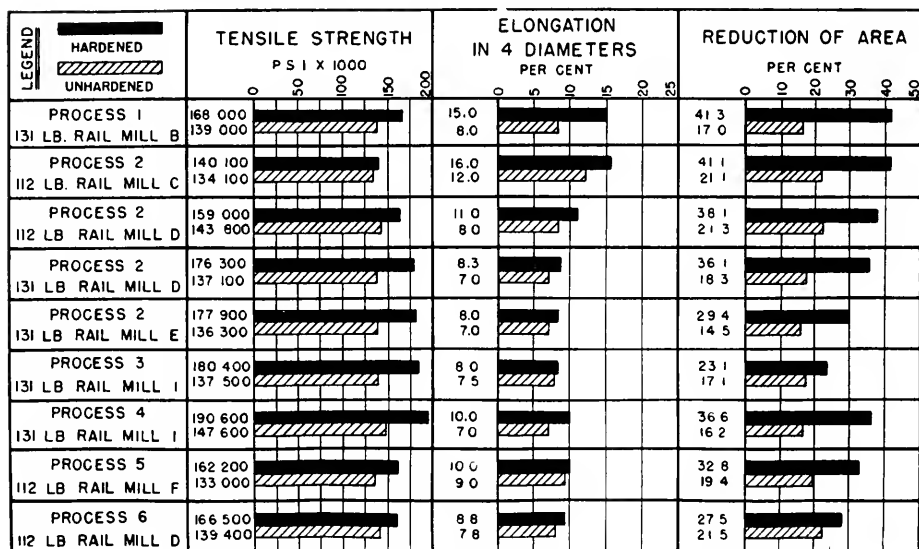 LEGEND
HARDENED
UNHARDENED
TENSILE STRENGTH
PSI X 1000
0 50 100 125 150 200
ELONGATION
IN 4 DIAMETERS
PER CENT
0 5 10 15 20 25
REDUCTION OF AREA
PER CENT
0 20 30 40 50
PROCESS 1
131 LB. RAIL MILL B
168 000
139 000
15.0
8.0
41 3
17 0
PROCESS 2
112 LB. RAIL MILL C
140 100
134 100
16.0
12.0
41 1
21 1
PROCESS 2
112 LB RAIL MILL D
159 000
143 800
11 0
8 0
38 1
21 3
PROCESS 2
131 LB RAIL MILL D
176 300
137 100
8.3
7 0
36 1
18 3
PROCESS 2
131 LB RAIL MILL E
177 900
136 300
8.0
7.0
29 4
14 5
PROCESS 3
131 LB RAIL MILL I
180 400
137 500
8 0
7 5
23 1
17 1
PROCESS 4
131 LB RAIL MILL I
190 600
147 600
10.0
7.0
36 6
16 2
PROCESS 5
112 LB RAIL MILL F
162 200
133 000
10 0
9 0
32 8
19 4
PROCESS 6
112 LB RAIL MILL D
166 500
139 400
8 8
7 8
27 5
21 5